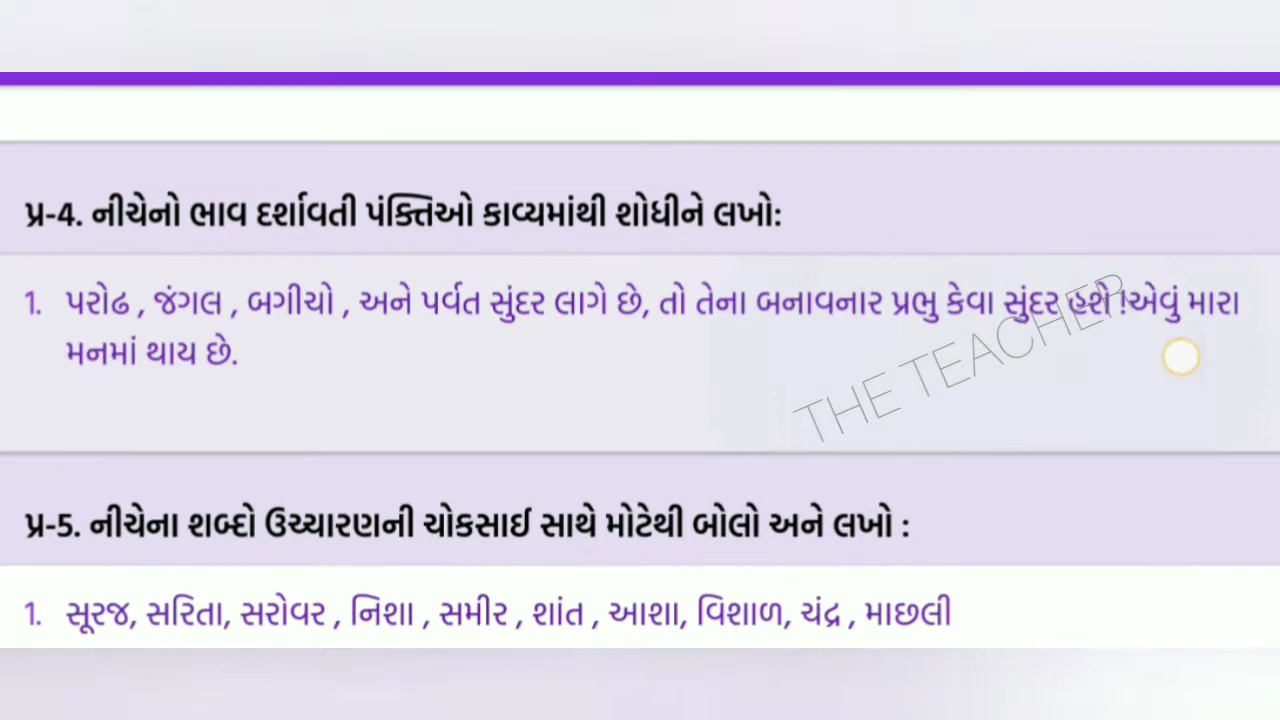 પ્ર-4. નીચેનો ભાવ દર્શાવતી પંક્તિઓ કાવ્યમાંથી શોધીને લખો:
1. પરોઢ , જંગલ , બગીચો , અને પર્વત સુંદર લાગે છે, તો તેના બનાવનાર પ્રભુ કેવા સુંદર હશે !એવું મારા
મનમાં થાય છે.
THE TEACHER
પ્ર-5. નીચેના શબ્દો ઉચ્ચારણની ચોકસાઈ સાથે મોટેથી બોલો અને લખો :
1. સૂરજ, સરિતા, સરોવર , નિશા , સમીર , શાંત , આશા, વિશાળ, ચંદ્ર , માછલી